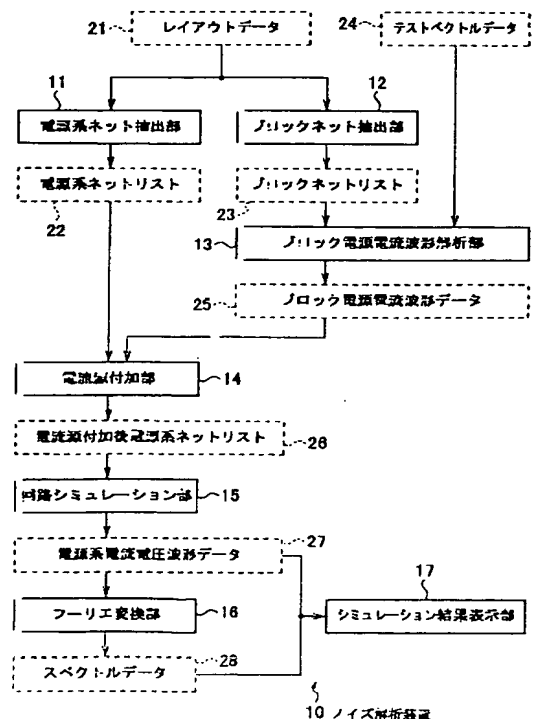 21 レイアウトデータ
24 テストベクトルデータ
11 12
電源系ネット抽出部 ブロックネット抽出部
電源系ネットリスト ブロックネットリスト
22 23
13 ブロック電源電流波形解析部
25 ブロック電源電流波形データ
電流源付加部 14
電流源付加後電源系ネットリスト 26
回路シミュレーション部 15
27
電源系電流電圧波形データ
17
フーリエ変換部 16 シミュレーション結果表示部
28
スペクトルデータ
10 ノイズ解析装置